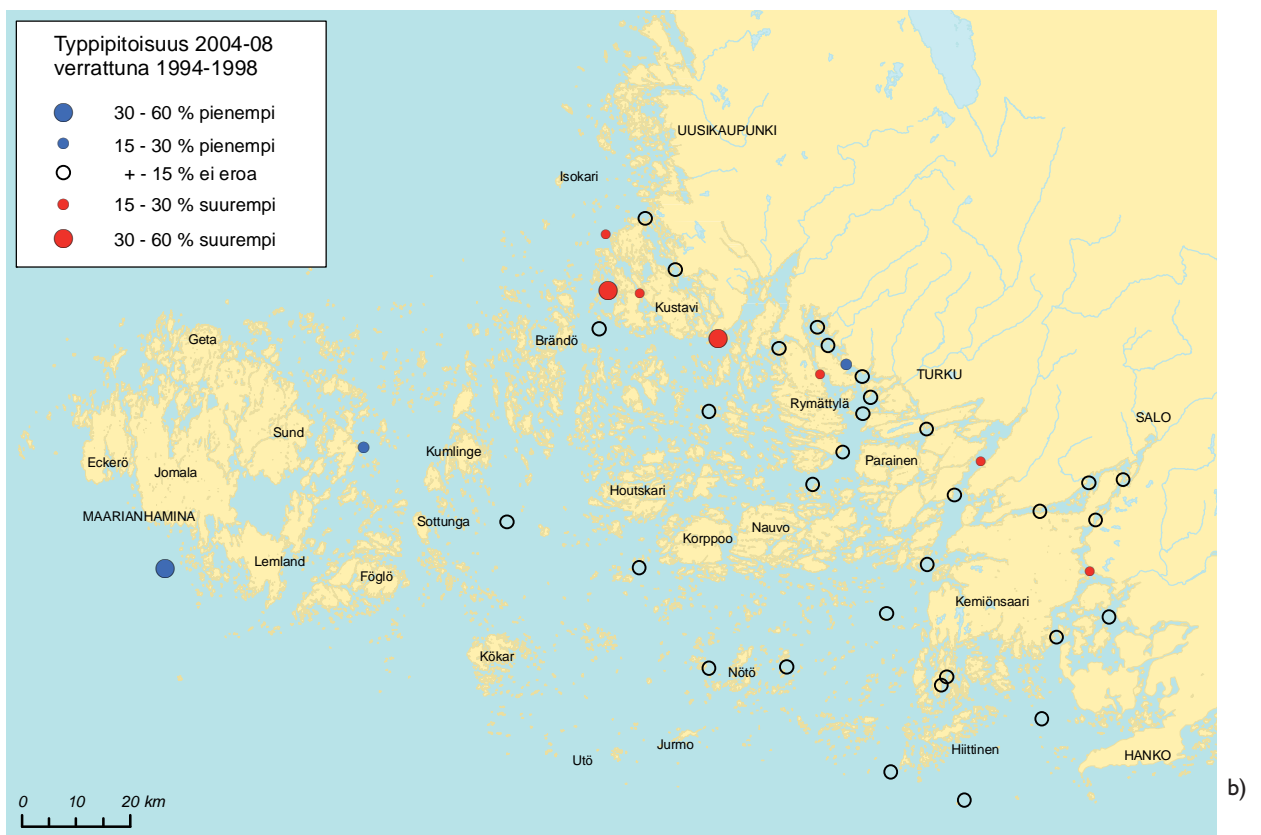 Typpipitoisuus 2004-08
verrattuna 1994-1998
30 - 60 % pienempi
15 - 30 % pienempi
+ - 15 % ei eroa
15 - 30 % suurempi
30 - 60 % suurempi
UUSIKAUPUNKI
Isokari
Kustavi
Brändö
Geta
TURKU
Rymättylä
SALO
Sund
Kumlinge
Eckerö
Jomala
Parainen
Houtskari
MAARIANHAMINA
Sottunga
Nauvo
Korppoo
Lemland
Föglö
Kemiönsaari
Kökar
Nötö
Jurmo
Hiittinen
Utö
HANKO
b)
0 10 20 km